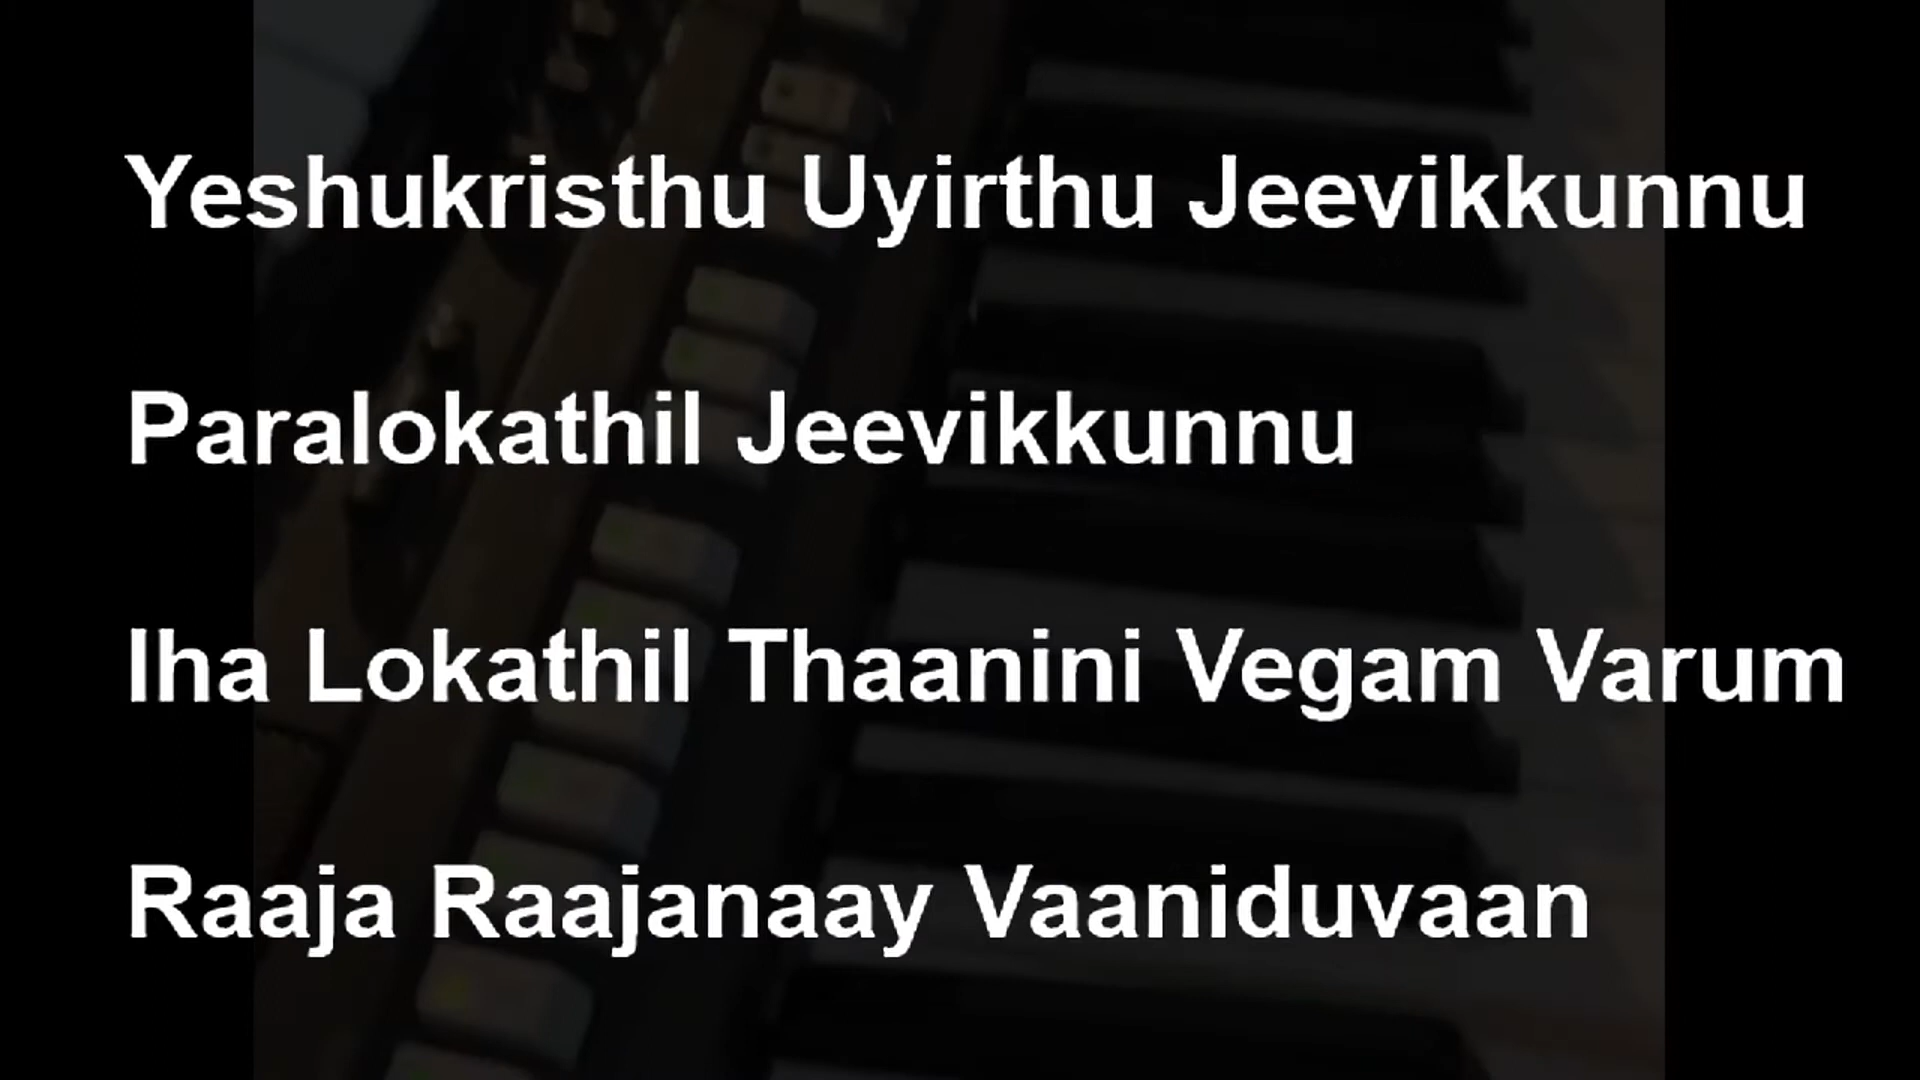 Yeshukristhu Uyirthu Jeevikkunnu
Paralokathil Jeevikkunnu
Iha Lokathil Thaanini Vegam Varum
Raaja Raajanaay Vaaniduvaan